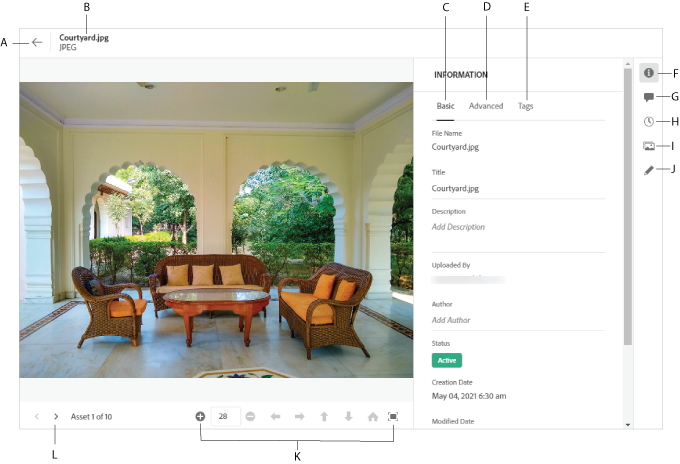 B
C
D
E
A
Courtyard.jpg
JPEG
INFORMATION
F
G
H
I
J
Basic Advanced Tags
File Name
Courtyard.jpg
Title
Courtyard.jpg
Description
Add Description
Uploaded By
Author
Add Author
Status
Active
Creation Date
May 04, 2021 6:30 am
Modified Date
Asset 1 of 10
28
L
K